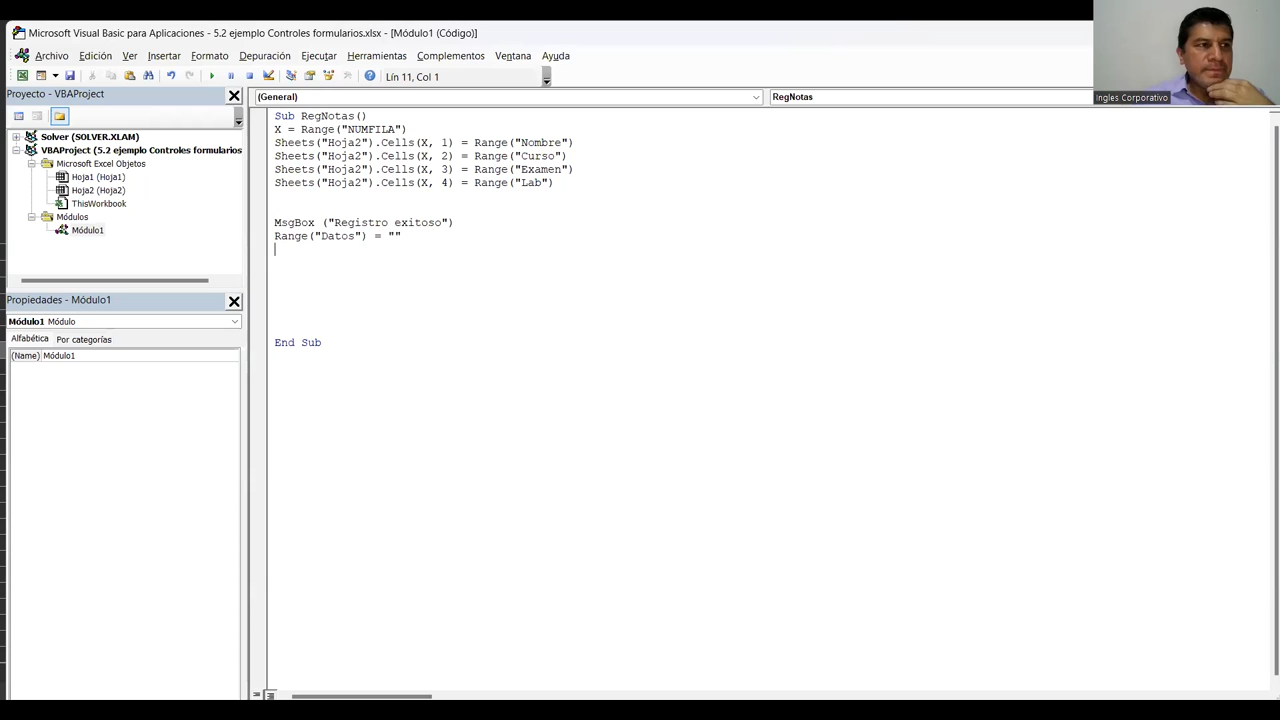 Microsoft Visual Basic para Aplicaciones - 5.2 ejemplo Controles formularios.xlsx - [Módulo1 (Código)]
Archivo Edición Ver Insertar Formato Depuración Ejecutar Herramientas Complementos Ventana Ayuda
Lín 11, Col 1
Ingles Corporativo
Proyecto - VBAProject
Solver (SOLVER.XLAM)
VBAProject (5.2 ejemplo Controles formularios
Microsoft Excel Objetos
Hoja1 (Hoja1)
Hoja2 (Hoja2)
ThisWorkbook
Módulos
Módulo1
Propiedades - Módulo1
Módulo1 Módulo
Alfabética Por categorías
(Name) Módulo1
(General) RegNotas
Sub RegNotas()
X = Range("NUMFILA")
Sheets("Hoja2").Cells(X, 1) = Range("Nombre")
Sheets("Hoja2").Cells(X, 2) = Range("Curso")
Sheets("Hoja2").Cells(X, 3) = Range("Examen")
Sheets("Hoja2").Cells(X, 4) = Range("Lab")
MsgBox ("Registro exitoso")
Range("Datos") = ""
End Sub